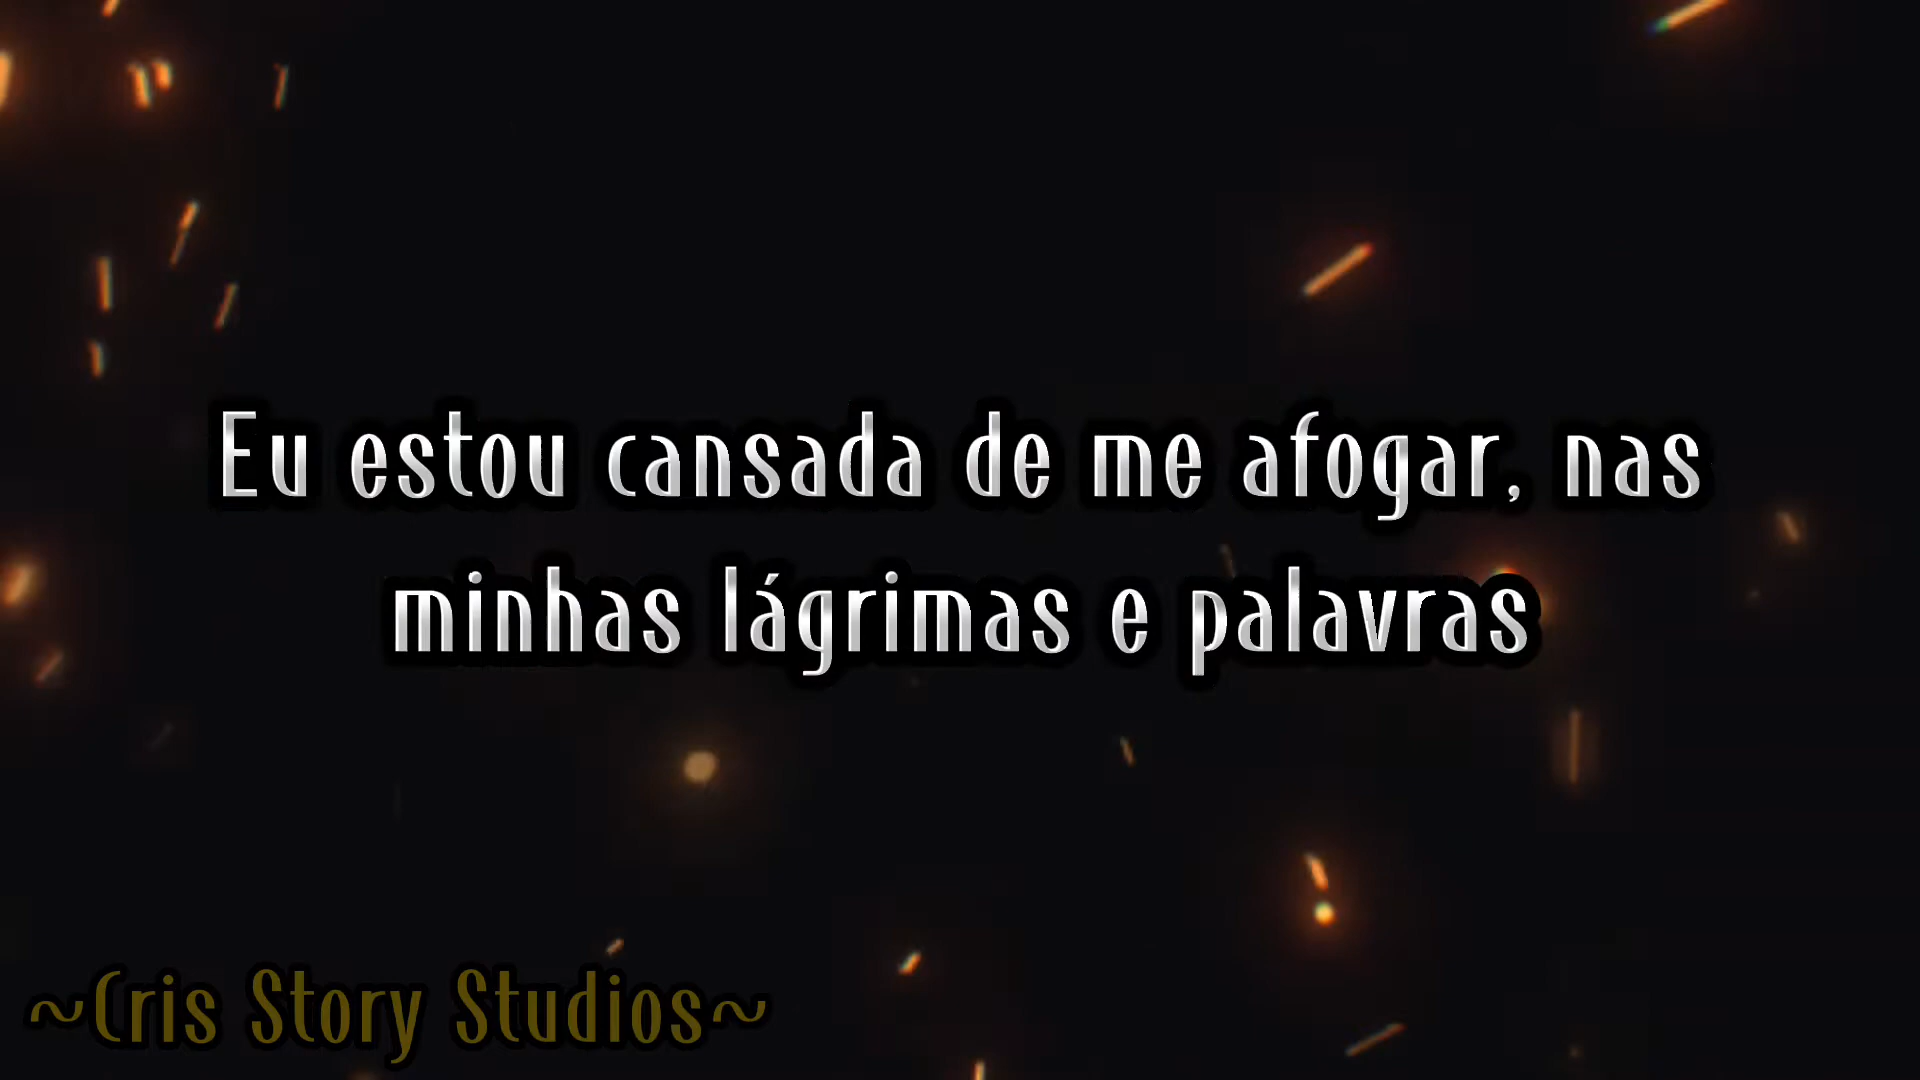 Eu estou cansada de me afogar, nas
minhas lágrimas e palavras
~Cris Story Studios~